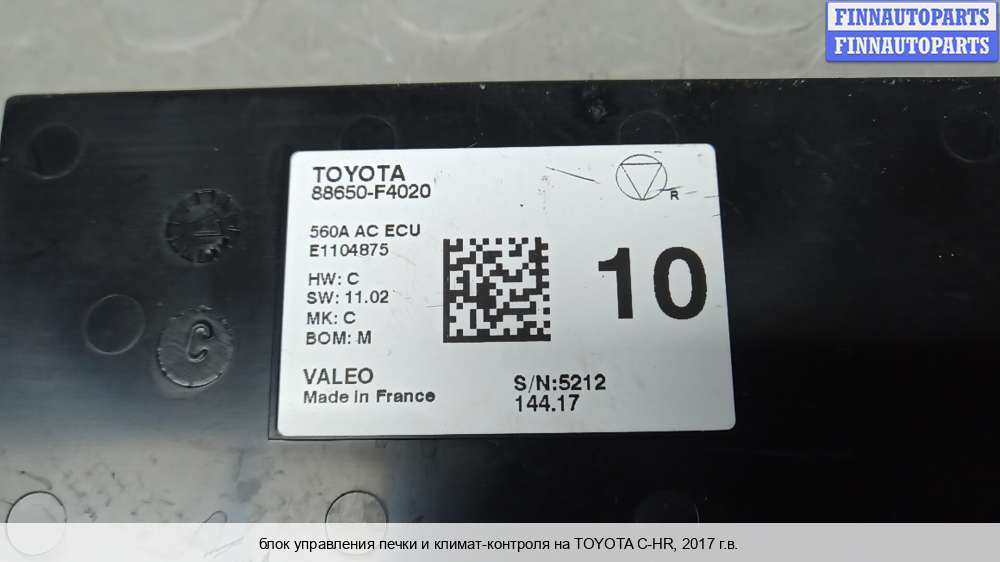 FINNAUTOPARTS
FINNAUTOPARTS
TOYOTA
88650-F4020
R
560A AC ECU
E1104875
HW: C
SW: 11.02
MK: C
BOM: M
10
VALEO
Made in France
S/N:5212
144.17
C
блок управления печки и климат-контроля на TOYOTA C-HR, 2017 г.в.